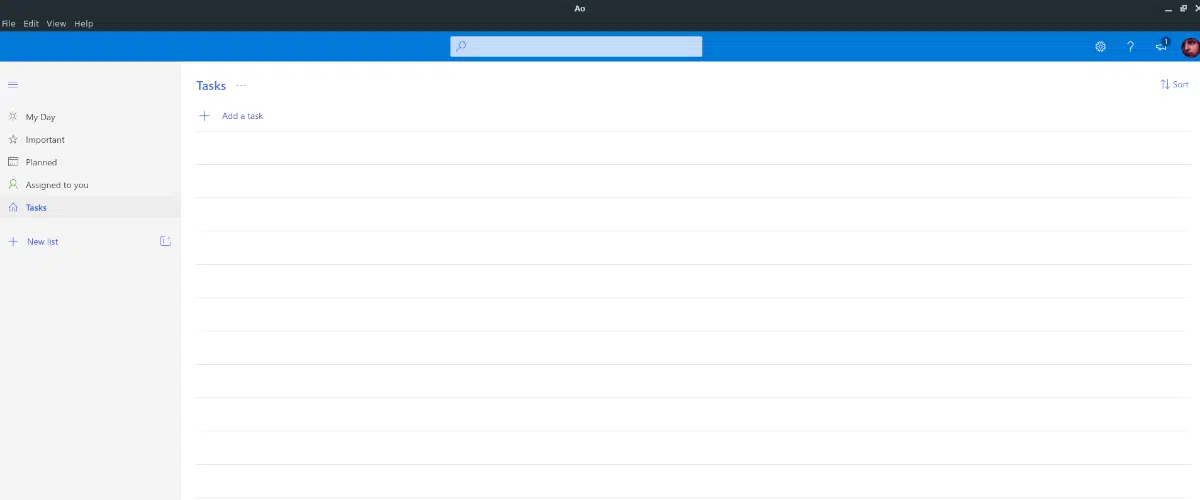 Ao
File Edit View Help
1
Tasks ...
Sort
Add a task
My Day
Important
Planned
Assigned to you
Tasks
New list